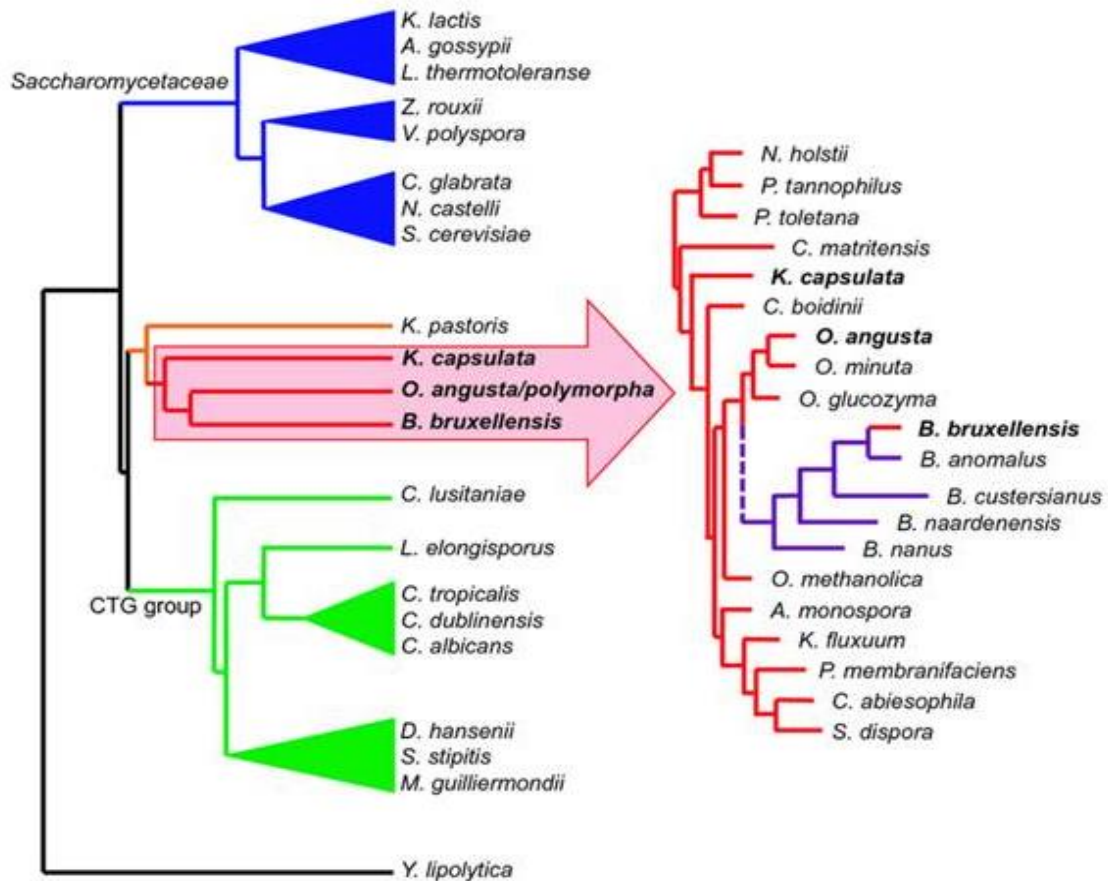 K. lactis
A. gossypii
L. thermotoleranse
Saccharomycetaceae
Z. rouxii
V. polyspora
C. glabrata
N. castelli
S. cerevisiae
K. pastoris
K. capsulata
O. angusta/polymorpha
B. bruxellensis
C. lusitaniae
L. elongisporus
CTG group
C. tropicalis
C. dublinensis
C. albicans
D. hansenii
S. stipitis
M. guilliermondii
Y. lipolytica
N. holstii
P. tannophilus
P. toletana
C. matritensis
K. capsulata
C. boidinii
O. angusta
O. minuta
O. glucozyma
B. bruxellensis
B. anomalus
B. custersianus
B. naardenensis
B. nanus
O. methanolica
A. monospora
K. fluxuum
P. membranifaciens
C. abiesophila
S. dispora